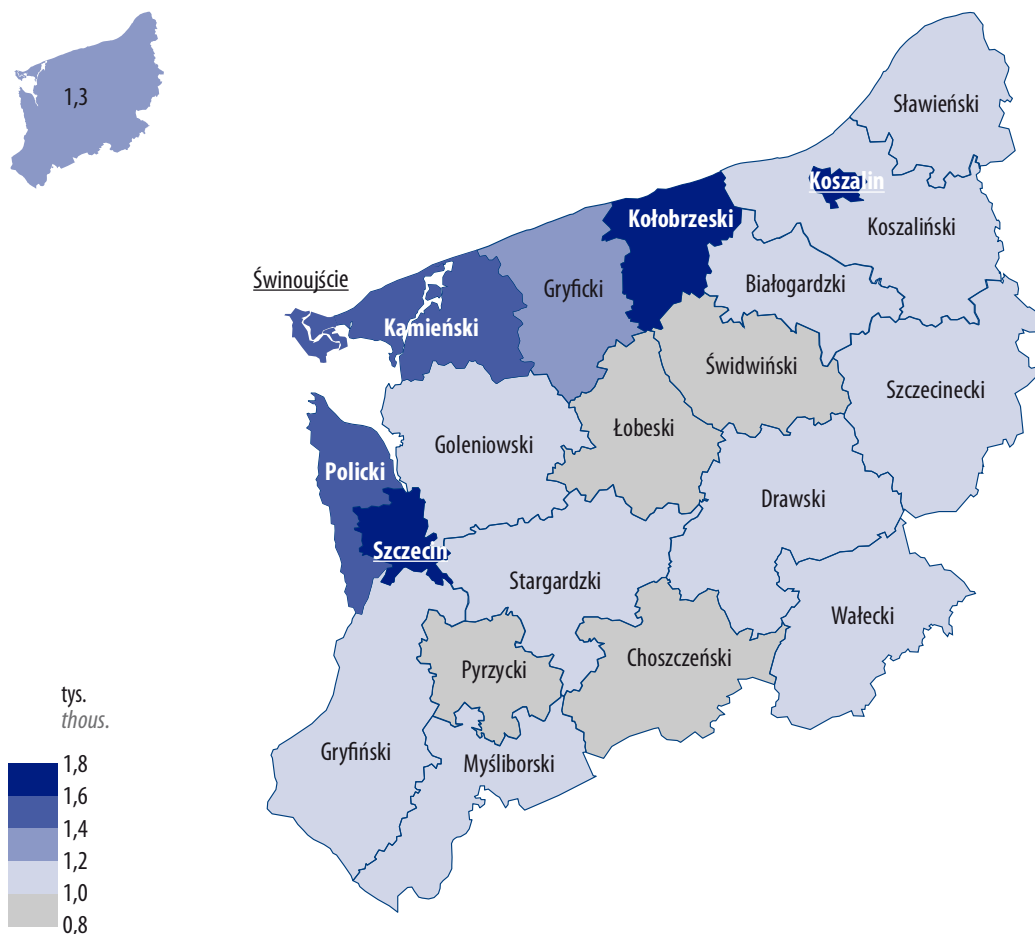 1,3
Sławieński
Koszalin
Kołobrzeski
Koszaliński
Świnoujście
Gryficki
Białogardzki
Kamieński
Świdwiński
Szczecinecki
Łobeski
Goleniowski
Policki
Drawski
Szczecin
Stargardzki
Wałecki
Choszczeński
Pyrzycki
tys.
thous.
Gryfiński
Myśliborski
1,8
1,6
1,4
1,2
1,0
0,8